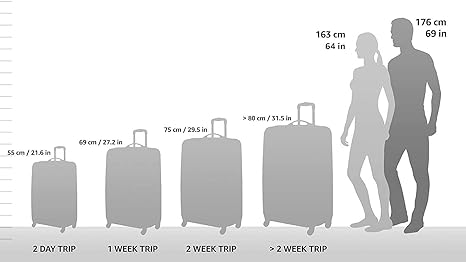 176 cm
69 in
163 cm
64 in
> 80 cm / 31.5 in
75 cm / 29.5 in
69 cm / 27.2 in
55 cm / 21.6 in
2 DAY TRIP
1 WEEK TRIP
2 WEEK TRIP
> 2 WEEK TRIP